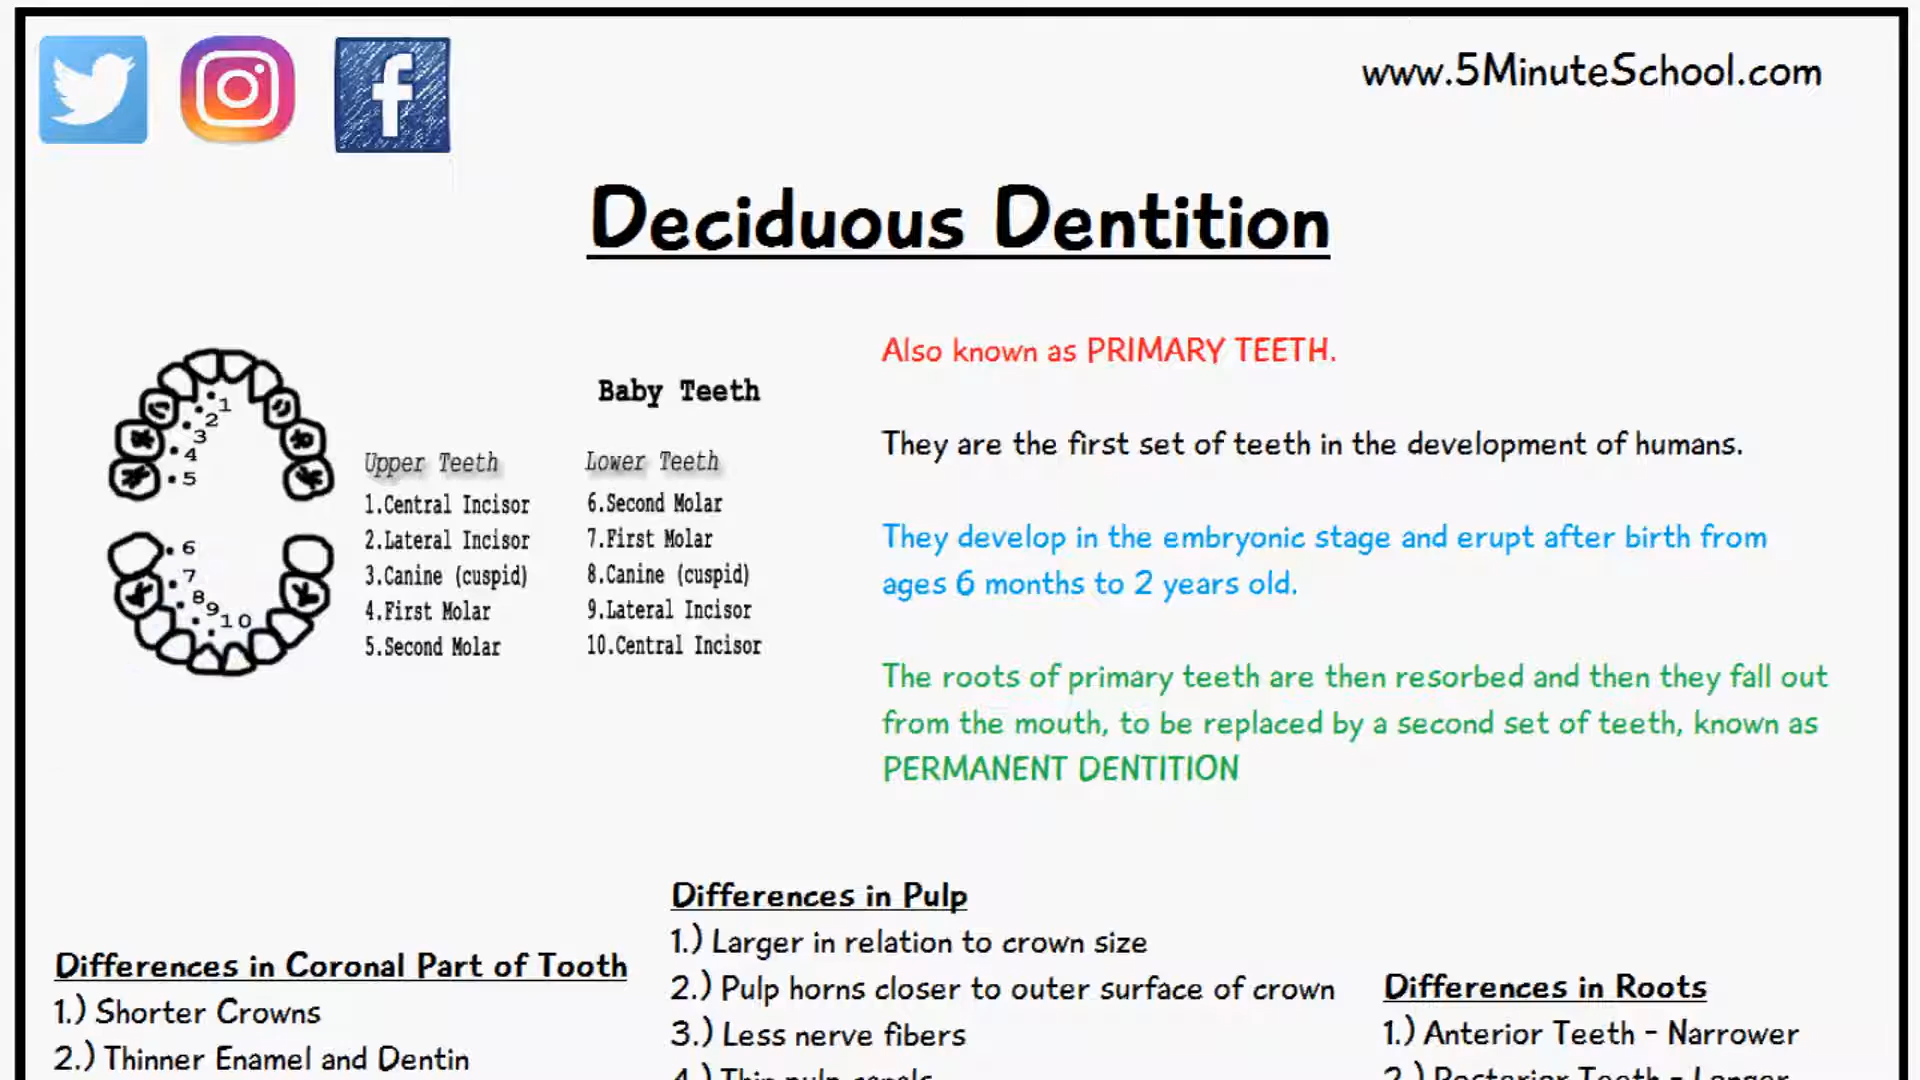 www.5MinuteSchool.com
Deciduous Dentition
1
2
3
4
5
6
7
8
9
10
Baby Teeth
Upper Teeth
1.Central Incisor
2.Lateral Incisor
3.Canine (cuspid)
4.First Molar
5.Second Molar
Lower Teeth
6.Second Molar
7.First Molar
8.Canine (cuspid)
9.Lateral Incisor
10.Central Incisor
Also known as PRIMARY TEETH.
They are the first set of teeth in the development of humans.
They develop in the embryonic stage and erupt after birth from
ages 6 months to 2 years old.
The roots of primary teeth are then resorbed and then they fall out
from the mouth, to be replaced by a second set of teeth, known as
PERMANENT DENTITION
Differences in Coronal Part of Tooth
1.) Shorter Crowns
2.) Thinner Enamel and Dentin
Differences in Pulp
1.) Larger in relation to crown size
2.) Pulp horns closer to outer surface of crown
3.) Less nerve fibers
4.) Thin pulp canals
Differences in Roots
1.) Anterior Teeth - Narrower
2.) Posterior Teeth - Longer